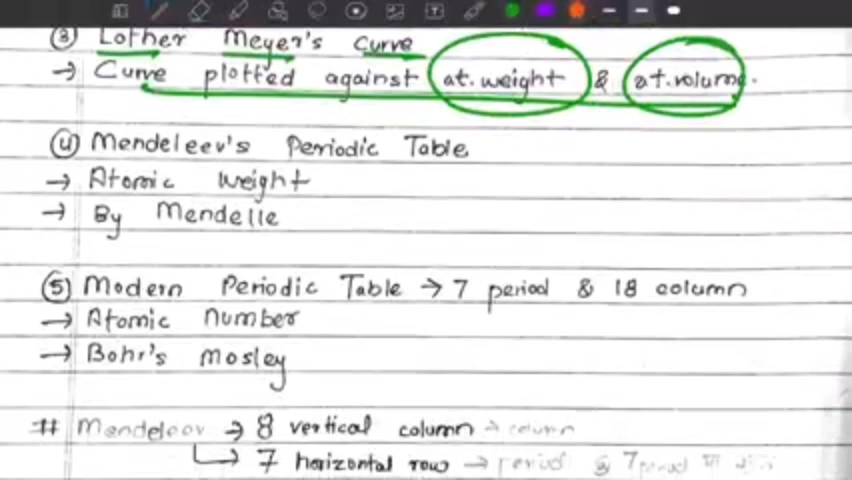 ③ Lother Meyer's Curve
→ Curve plotted against at.weight & at.volume.
④ Mendeleev's Periodic Table
→ Atomic Weight
→ By Mendelle
⑤ Modern Periodic Table → 7 period & 18 column
→ Atomic number
→ Bohr's mosley
# Mendeleev → 8 vertical column → column
↳ 7 horizontal row → period @ 7 period